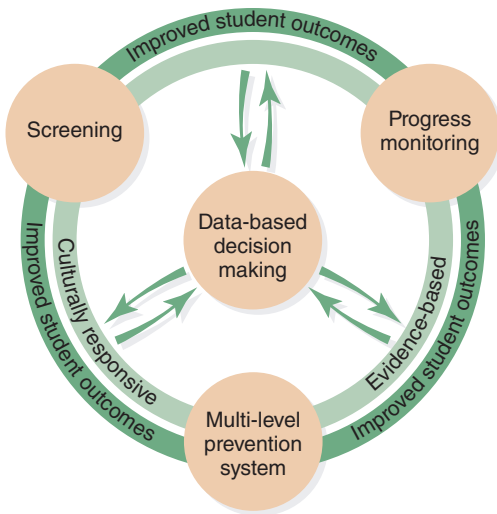 Improved student outcomes
Screening
Progress
monitoring
Data-based
decision
making
Improved student outcomes
Culturally responsive
Evidence-based
Improved student outcomes
Multi-level
prevention
system